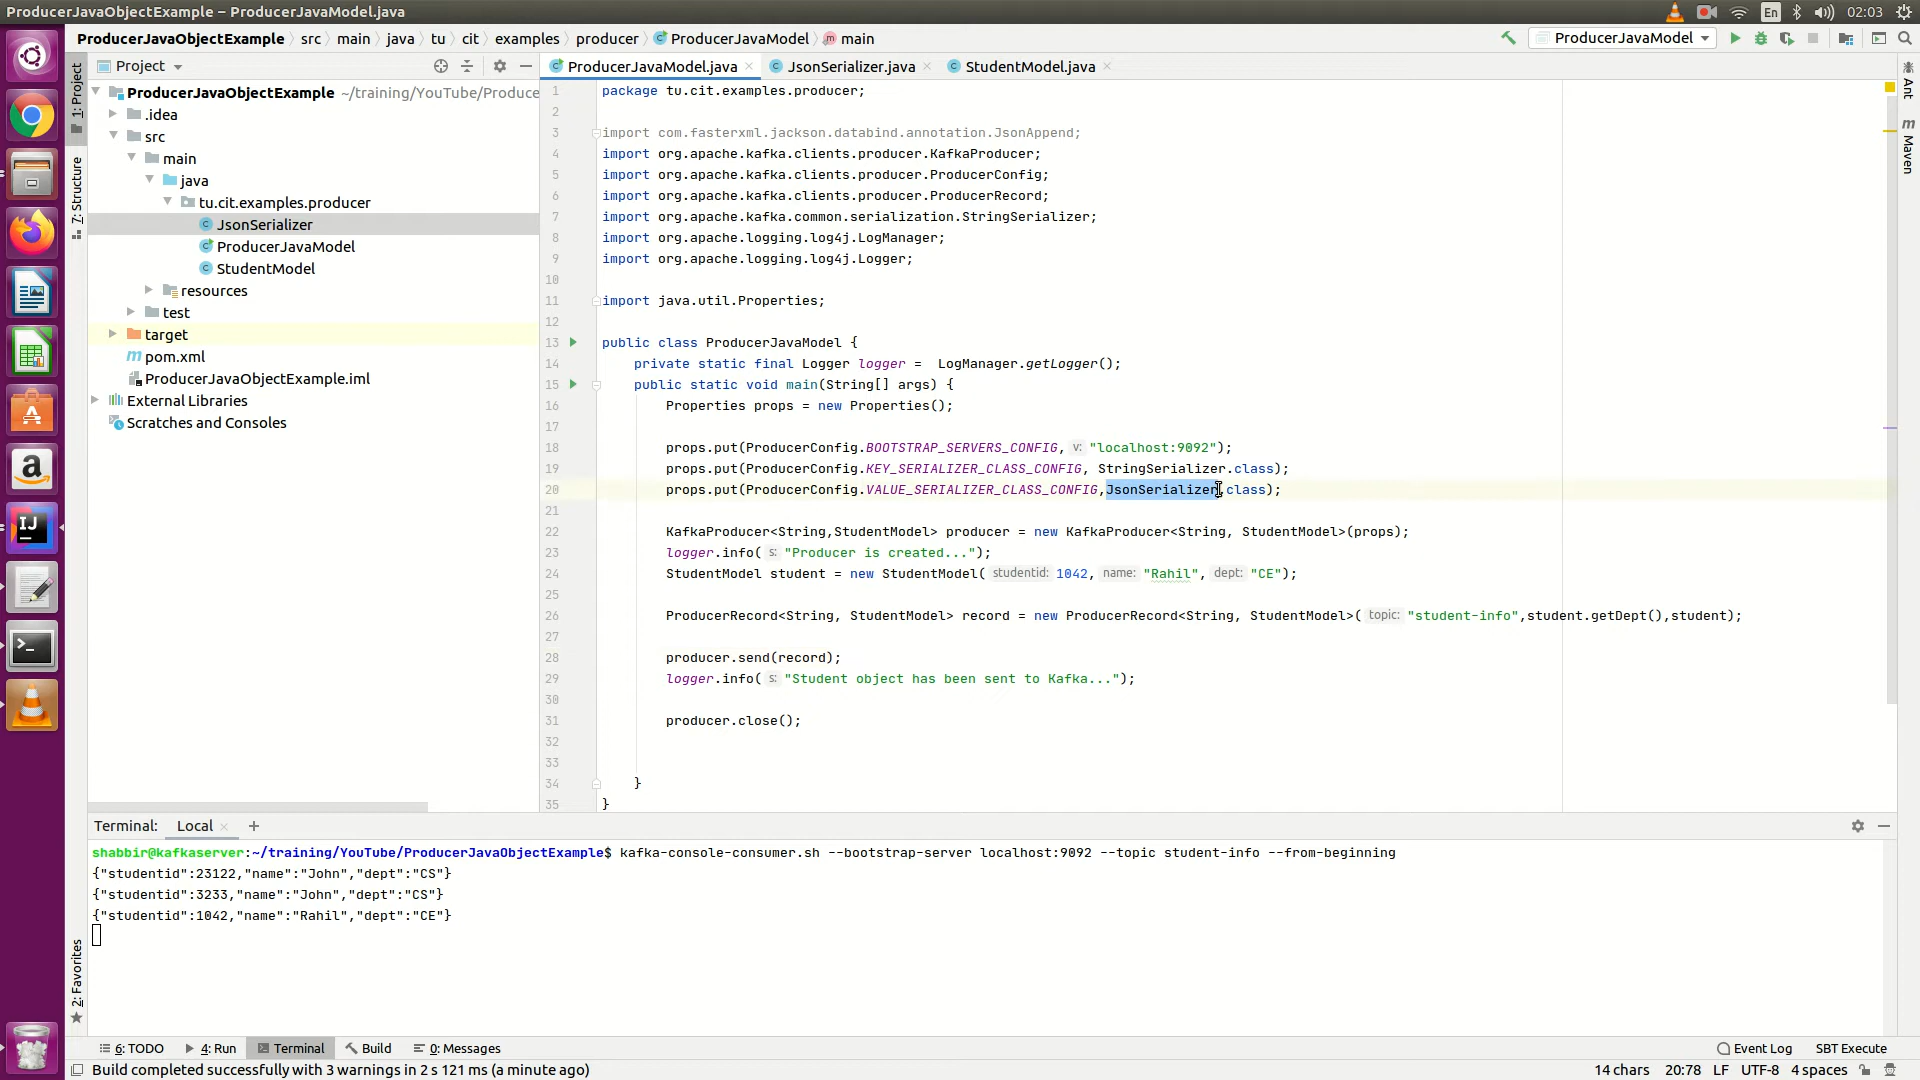 ProducerJavaObjectExample – ProducerJavaModel.java
En
02:03
ProducerJavaObjectExample
src
main
java
tu
cit
examples
producer
ProducerJavaModel
main
ProducerJavaModel
Project
ProducerJavaModel.java
JsonSerializer.java
StudentModel.java
1: Project
7: Structure
2: Favorites
Ant
Maven
ProducerJavaObjectExample ~/training/YouTube/Produce
.idea
src
main
java
tu.cit.examples.producer
JsonSerializer
ProducerJavaModel
StudentModel
resources
test
target
pom.xml
ProducerJavaObjectExample.iml
External Libraries
Scratches and Consoles
1 package tu.cit.examples.producer;
2
3 import com.fasterxml.jackson.databind.annotation.JsonAppend;
4 import org.apache.kafka.clients.producer.KafkaProducer;
5 import org.apache.kafka.clients.producer.ProducerConfig;
6 import org.apache.kafka.clients.producer.ProducerRecord;
7 import org.apache.kafka.common.serialization.StringSerializer;
8 import org.apache.logging.log4j.LogManager;
9 import org.apache.logging.log4j.Logger;
10
11 import java.util.Properties;
12
13 public class ProducerJavaModel {
14 private static final Logger logger =  LogManager.getLogger();
15 public static void main(String[] args) {
16 Properties props = new Properties();
17
18 props.put(ProducerConfig.BOOTSTRAP_SERVERS_CONFIG, v: "localhost:9092");
19 props.put(ProducerConfig.KEY_SERIALIZER_CLASS_CONFIG, StringSerializer.class);
20 props.put(ProducerConfig.VALUE_SERIALIZER_CLASS_CONFIG,JsonSerializer.class);
21
22 KafkaProducer<String,StudentModel> producer = new KafkaProducer<String, StudentModel>(props);
23 logger.info( s: "Producer is created...");
24 StudentModel student = new StudentModel( studentid: 1042, name: "Rahil", dept: "CE");
25
26 ProducerRecord<String, StudentModel> record = new ProducerRecord<String, StudentModel>( topic: "student-info",student.getDept(),student);
27
28 producer.send(record);
29 logger.info( s: "Student object has been sent to Kafka...");
30
31 producer.close();
32
33
34 }
35 }
Terminal: Local +
shabbir@kafkaserver:~/training/YouTube/ProducerJavaObjectExample$ kafka-console-consumer.sh --bootstrap-server localhost:9092 --topic student-info --from-beginning
{"studentid":23122,"name":"John","dept":"CS"}
{"studentid":3233,"name":"John","dept":"CS"}
{"studentid":1042,"name":"Rahil","dept":"CE"}
6: TODO
4: Run
Terminal
Build
0: Messages
Event Log
SBT Execute
Build completed successfully with 3 warnings in 2 s 121 ms (a minute ago)
14 chars
20:78
LF
UTF-8
4 spaces